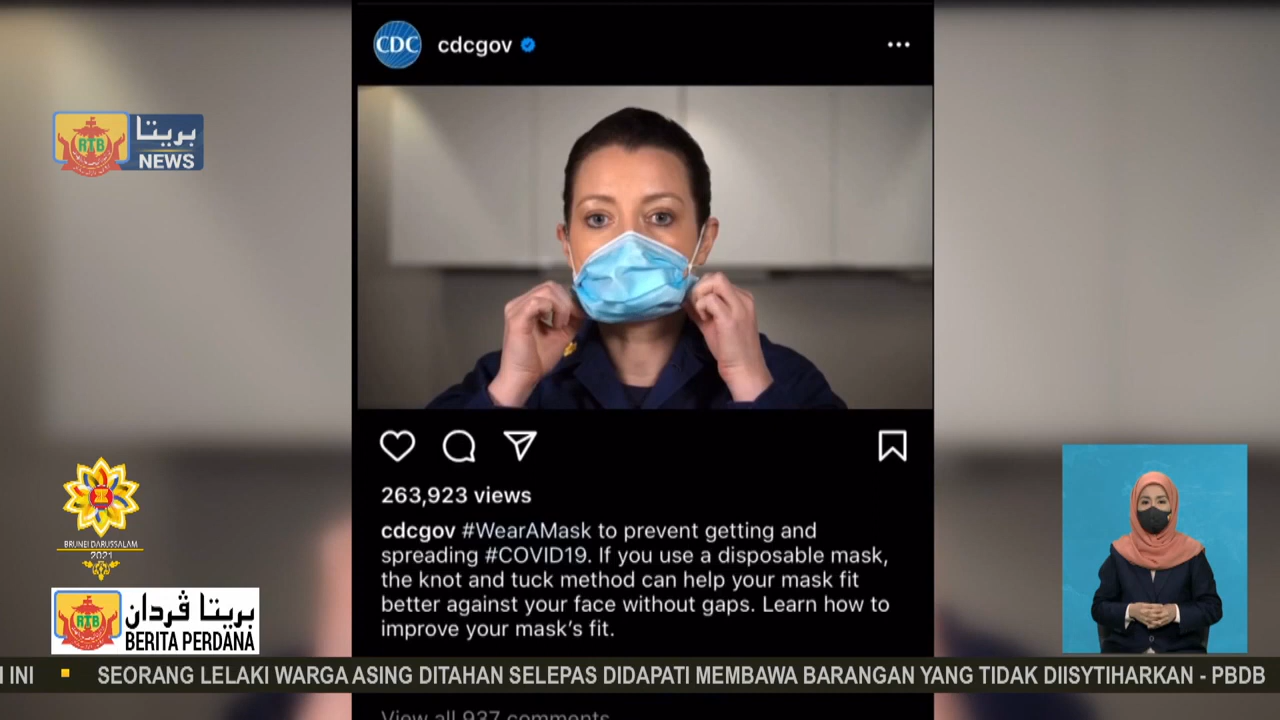 CDC
cdcgov
بريتا
NEWS
RTB
263,923 views
cdcgov #WearAMask to prevent getting and
spreading #COVID19. If you use a disposable mask,
the knot and tuck method can help your mask fit
better against your face without gaps. Learn how to
improve your mask's fit.
BRUNEI DARUSSALAM
2021
RTB
بريتا ڤردان
BERITA PERDANA
INI
SEORANG LELAKI WARGA ASING DITAHAN SELEPAS DIDAPATI MEMBAWA BARANGAN YANG TIDAK DIISYTIHARKAN - PBDB
View all 937 comments